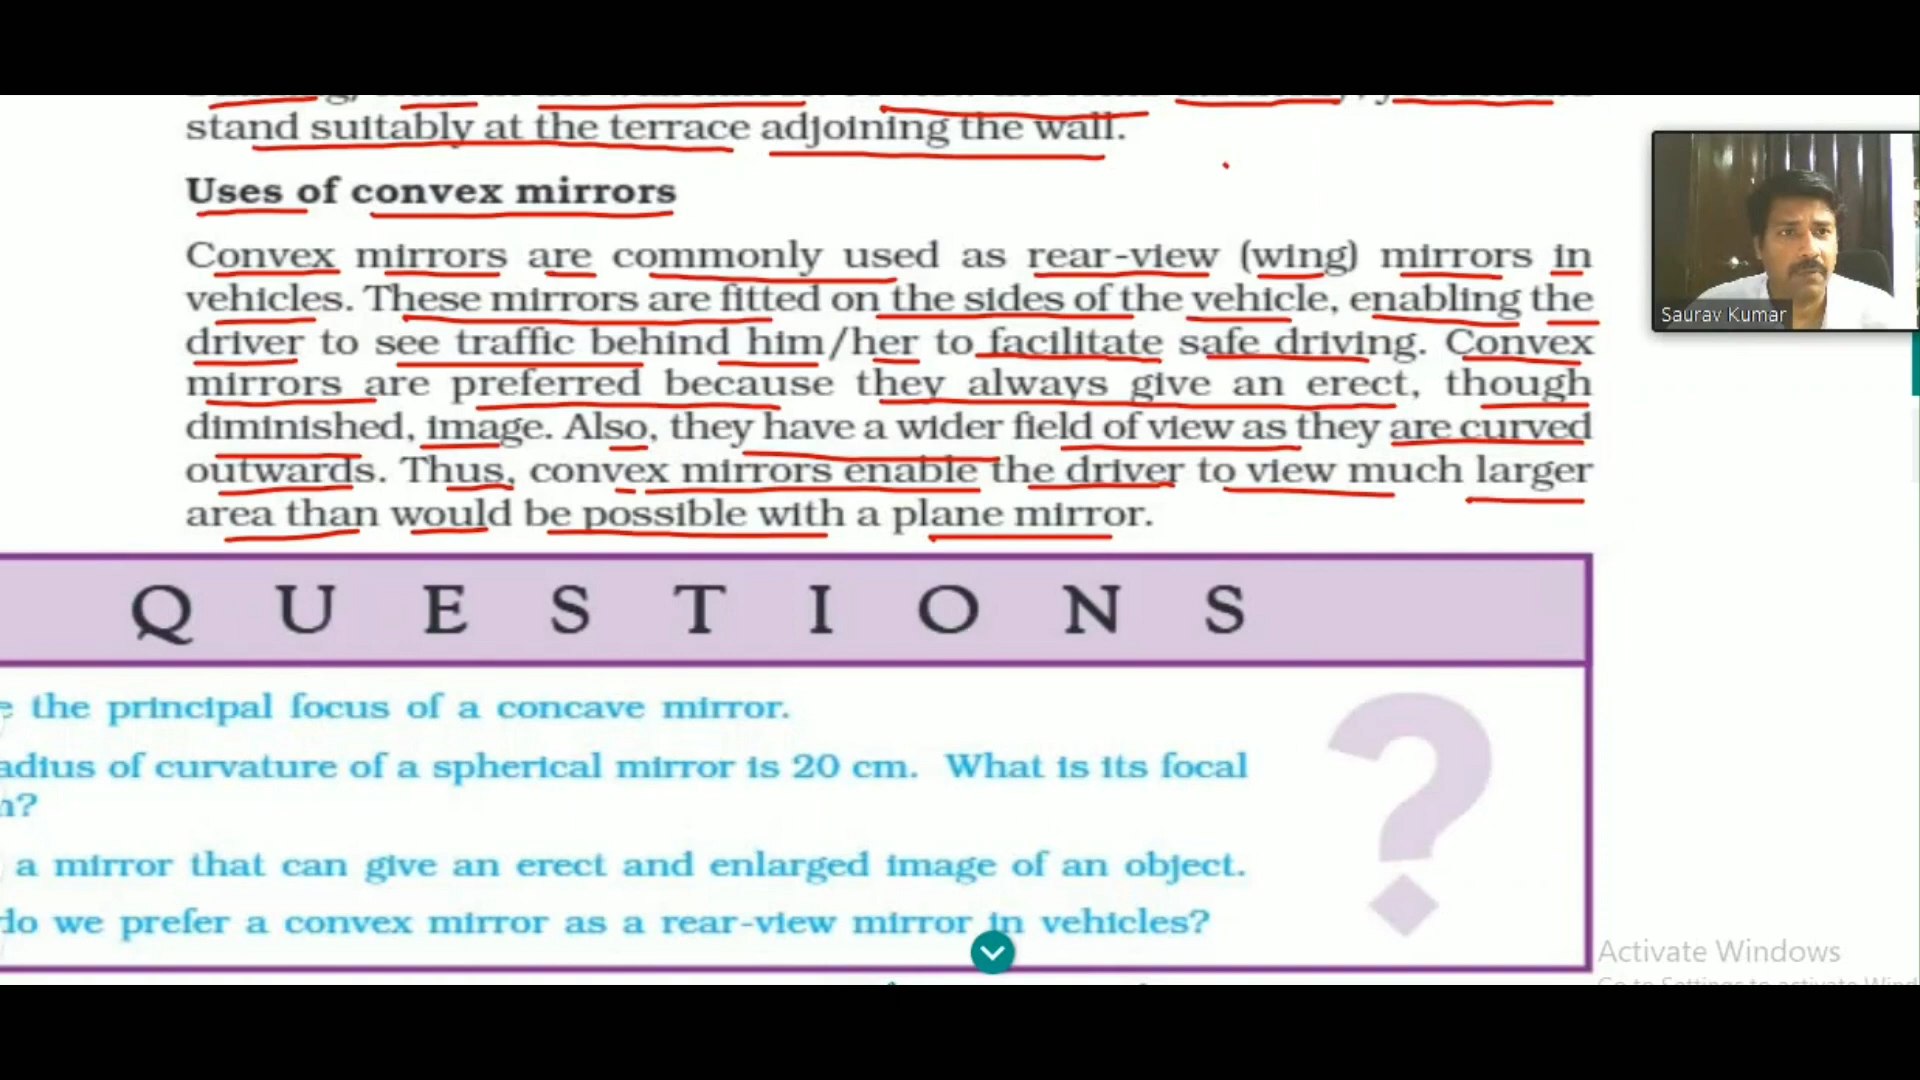 stand suitably at the terrace adjoining the wall.
Uses of convex mirrors
Convex mirrors are commonly used as rear-view (wing) mirrors in
vehicles. These mirrors are fitted on the sides of the vehicle, enabling the
driver to see traffic behind him/her to facilitate safe driving. Convex
mirrors are preferred because they always give an erect, though
diminished, image. Also, they have a wider field of view as they are curved
outwards. Thus, convex mirrors enable the driver to view much larger
area than would be possible with a plane mirror.
QUESTIONS
the principal focus of a concave mirror.
adius of curvature of a spherical mirror is 20 cm. What is its focal
?
a mirror that can give an erect and enlarged image of an object.
do we prefer a convex mirror as a rear-view mirror in vehicles?
?
Saurav Kumar
Activate Windows